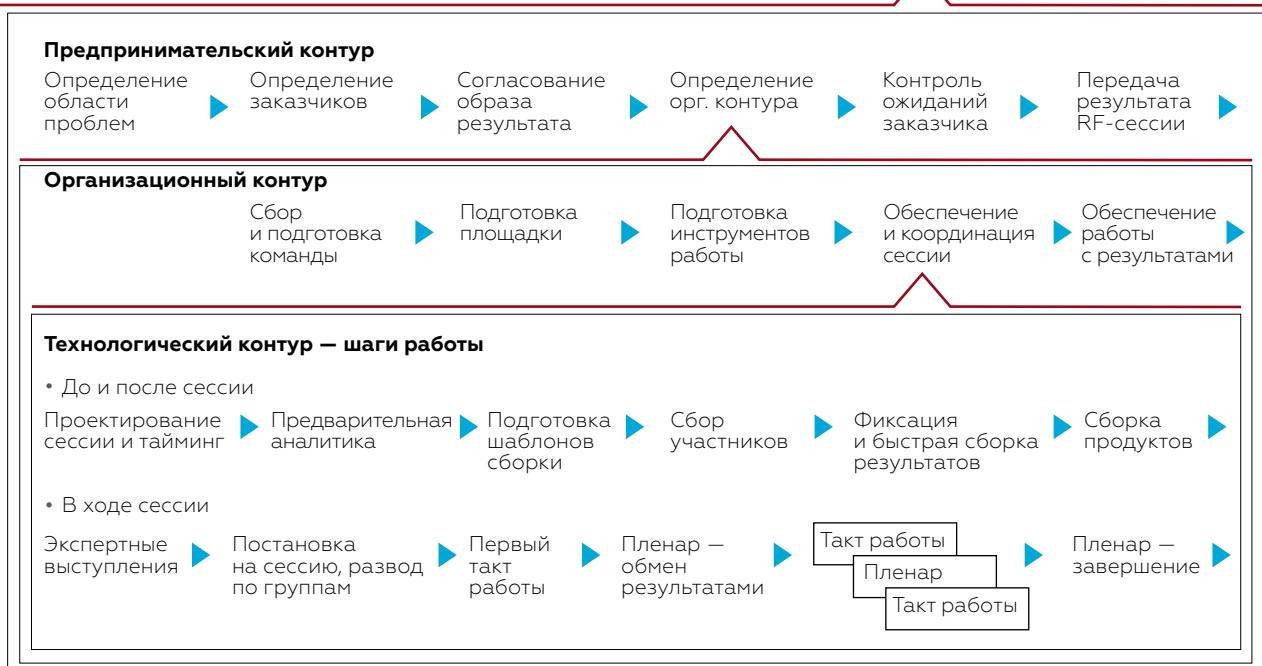 Предпринимательский контур
Определение
области
проблем
Определение
заказчиков
Согласование
образа
результата
Определение
орг. контура
Контроль
ожиданий
заказчика
Передача
результата
RF-сессии
Организационный контур
Сбор
и подготовка
команды
Подготовка
площадки
Подготовка
инструментов
работы
Обеспечение
и координация
сессии
Обеспечение
работы
с результатами
Технологический контур — шаги работы
• До и после сессии
Проектирование
сессии и тайминг
Предварительная
аналитика
Подготовка
шаблонов
сборки
Сбор
участников
Фиксация
и быстрая сборка
результатов
Сборка
продуктов
• В ходе сессии
Экспертные
выступления
Постановка
на сессию, развод
по группам
Первый
такт
работы
Пленар —
обмен
результатами
Такт работы
Пленар
Такт работы
Пленар —
завершение